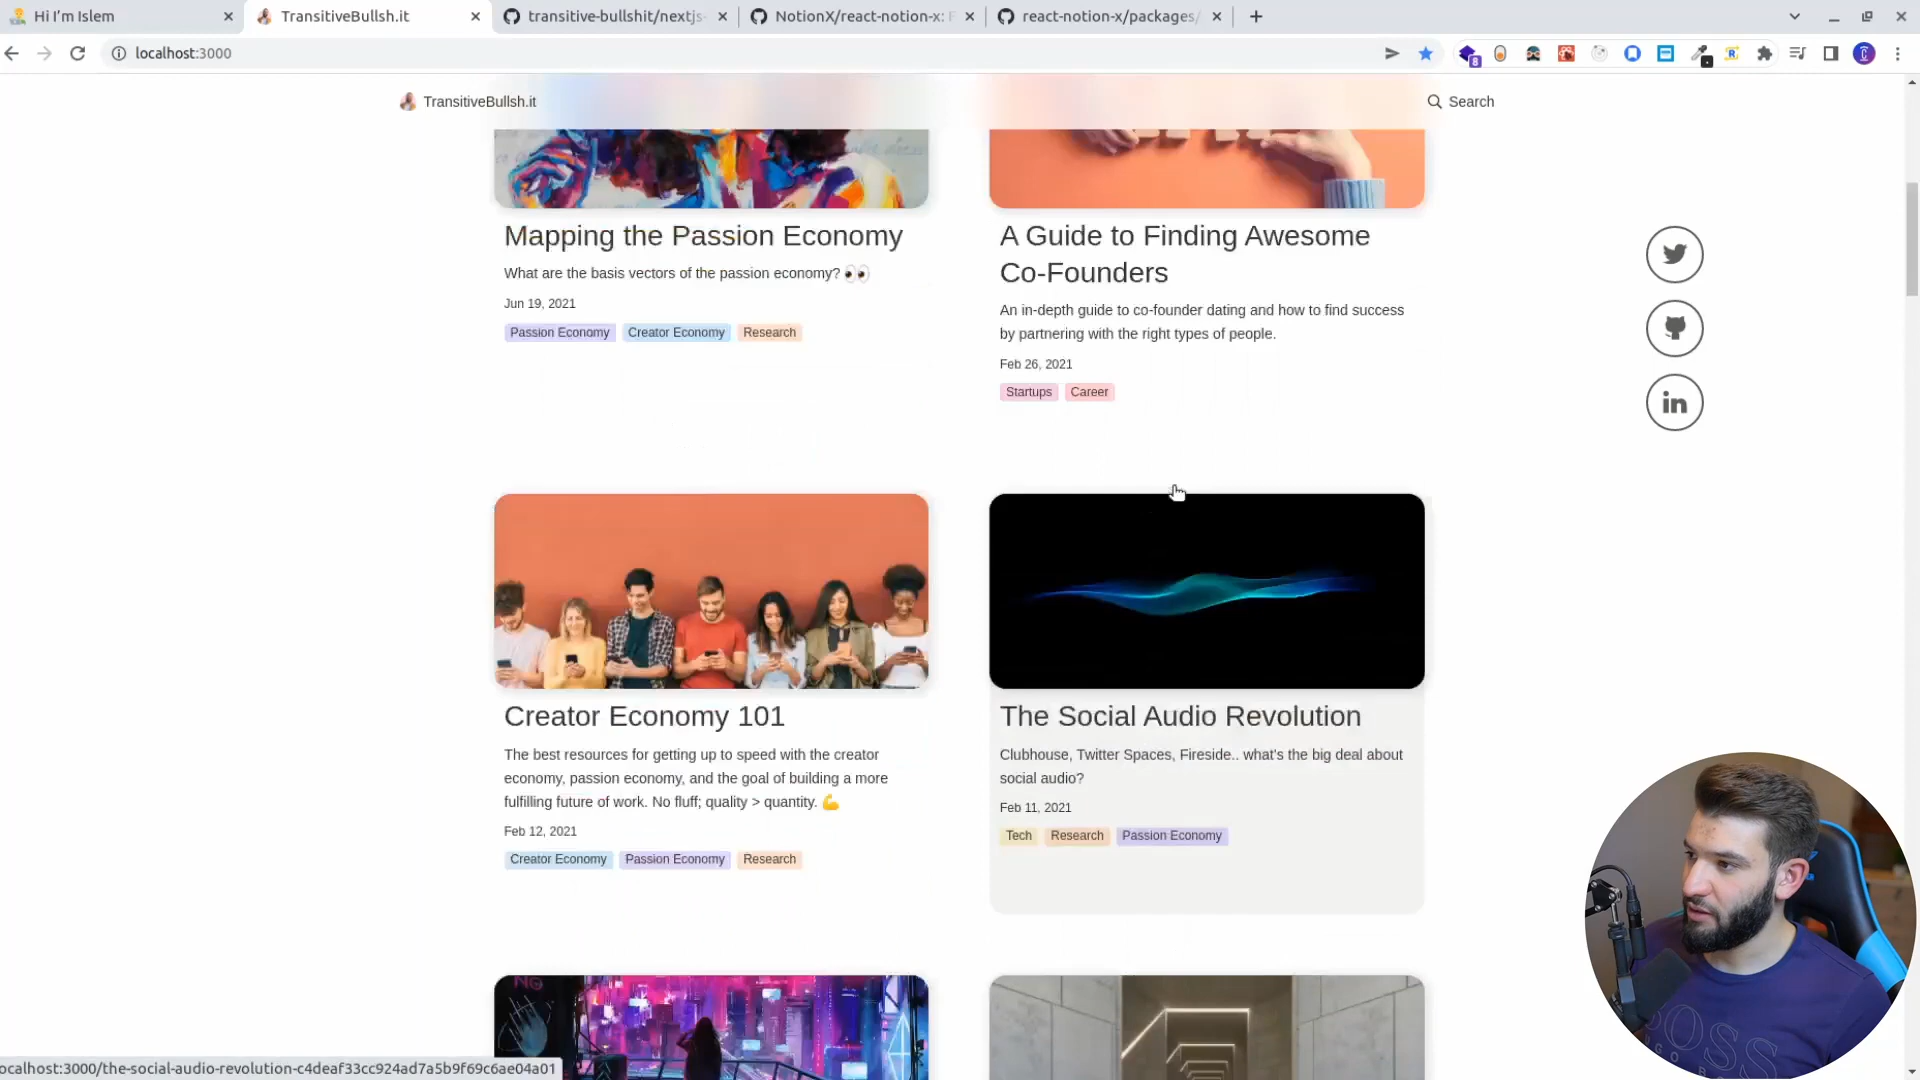 Hi I'm Islem
TransitiveBullsh.it
transitive-bullshit/nextjs-
NotionX/react-notion-x: F
react-notion-x/packages/
localhost:3000
8
TransitiveBullsh.it
Search
Mapping the Passion Economy
What are the basis vectors of the passion economy? 👀
Jun 19, 2021
Passion Economy Creator Economy Research
A Guide to Finding Awesome
Co-Founders
An in-depth guide to co-founder dating and how to find success
by partnering with the right types of people.
Feb 26, 2021
Startups Career
Creator Economy 101
The best resources for getting up to speed with the creator
economy, passion economy, and the goal of building a more
fulfilling future of work. No fluff; quality > quantity. 💪
Feb 12, 2021
Creator Economy Passion Economy Research
The Social Audio Revolution
Clubhouse, Twitter Spaces, Fireside.. what's the big deal about
social audio?
Feb 11, 2021
Tech Research Passion Economy
NO
ocalhost:3000/the-social-audio-revolution-c4deaf33cc924ad7a5b9f69c6ae04a01